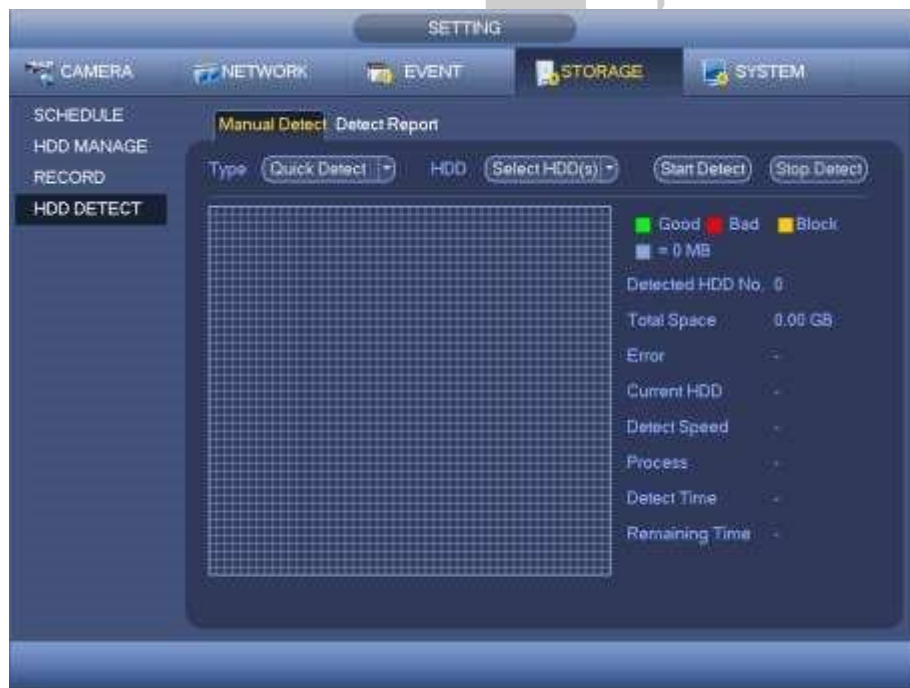 SETTING
CAMERA NETWORK EVENT STORAGE SYSTEM
SCHEDULE
HDD MANAGE
RECORD
HDD DETECT
Manual Detect Detect Report
Type Quick Detect HDD Select HDD(s) Start Detect Stop Detect
Good Bad Block
= 0 MB
Detected HDD No. 0
Total Space 0.00 GB
Error -
Current HDD -
Detect Speed -
Process -
Detect Time -
Remaining Time -